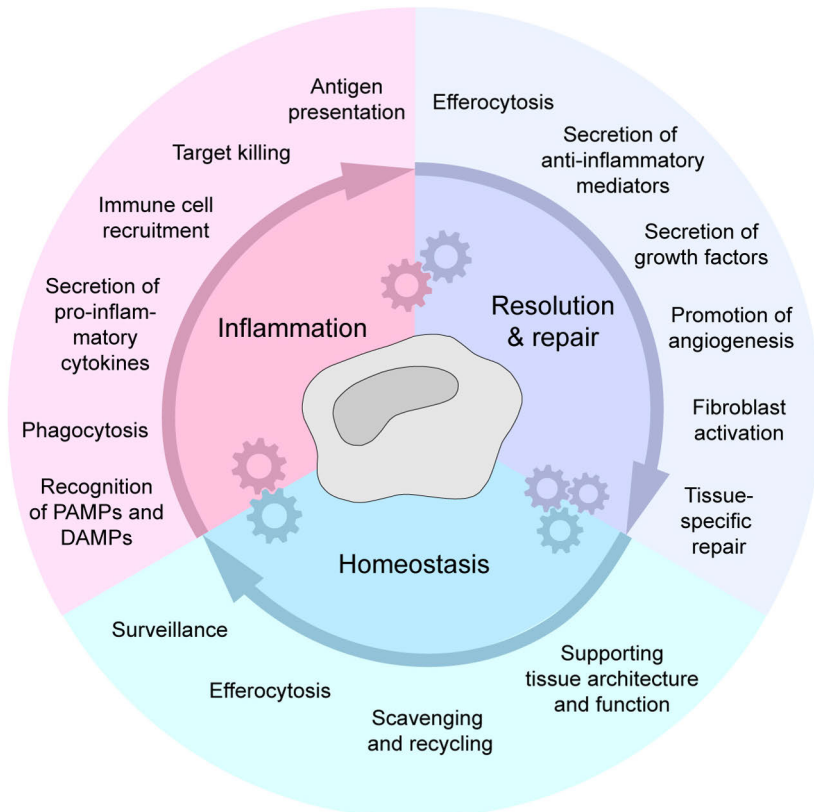 Antigen
presentation
Target killing
Immune cell
recruitment
Secretion of
pro-inflam-
matory
cytokines
Phagocytosis
Recognition
of PAMPs and
DAMPs
Inflammation
Efferocytosis
Secretion of
anti-inflammatory
mediators
Secretion of
growth factors
Promotion of
angiogenesis
Fibroblast
activation
Tissue-
specific
repair
Resolution
& repair
Homeostasis
Supporting
tissue architecture
and function
Scavenging
and recycling
Efferocytosis
Surveillance